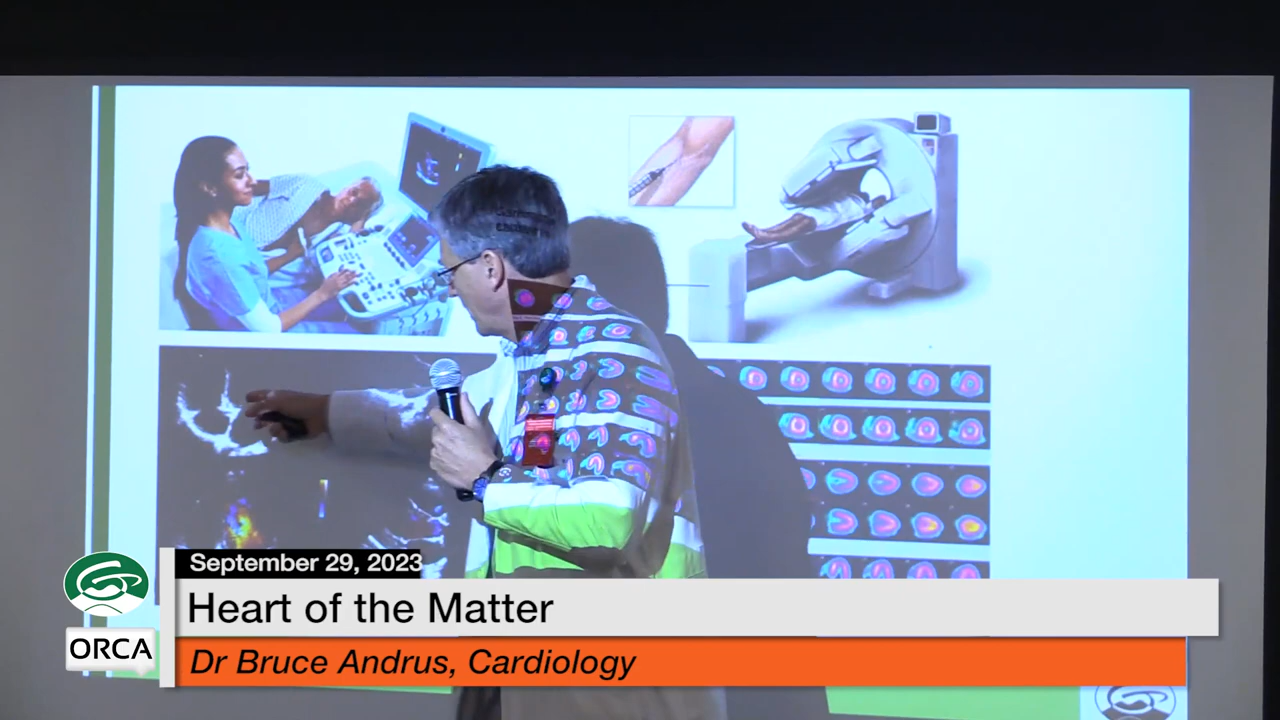 September 29, 2023
Heart of the Matter
ORCA
Dr Bruce Andrus, Cardiology